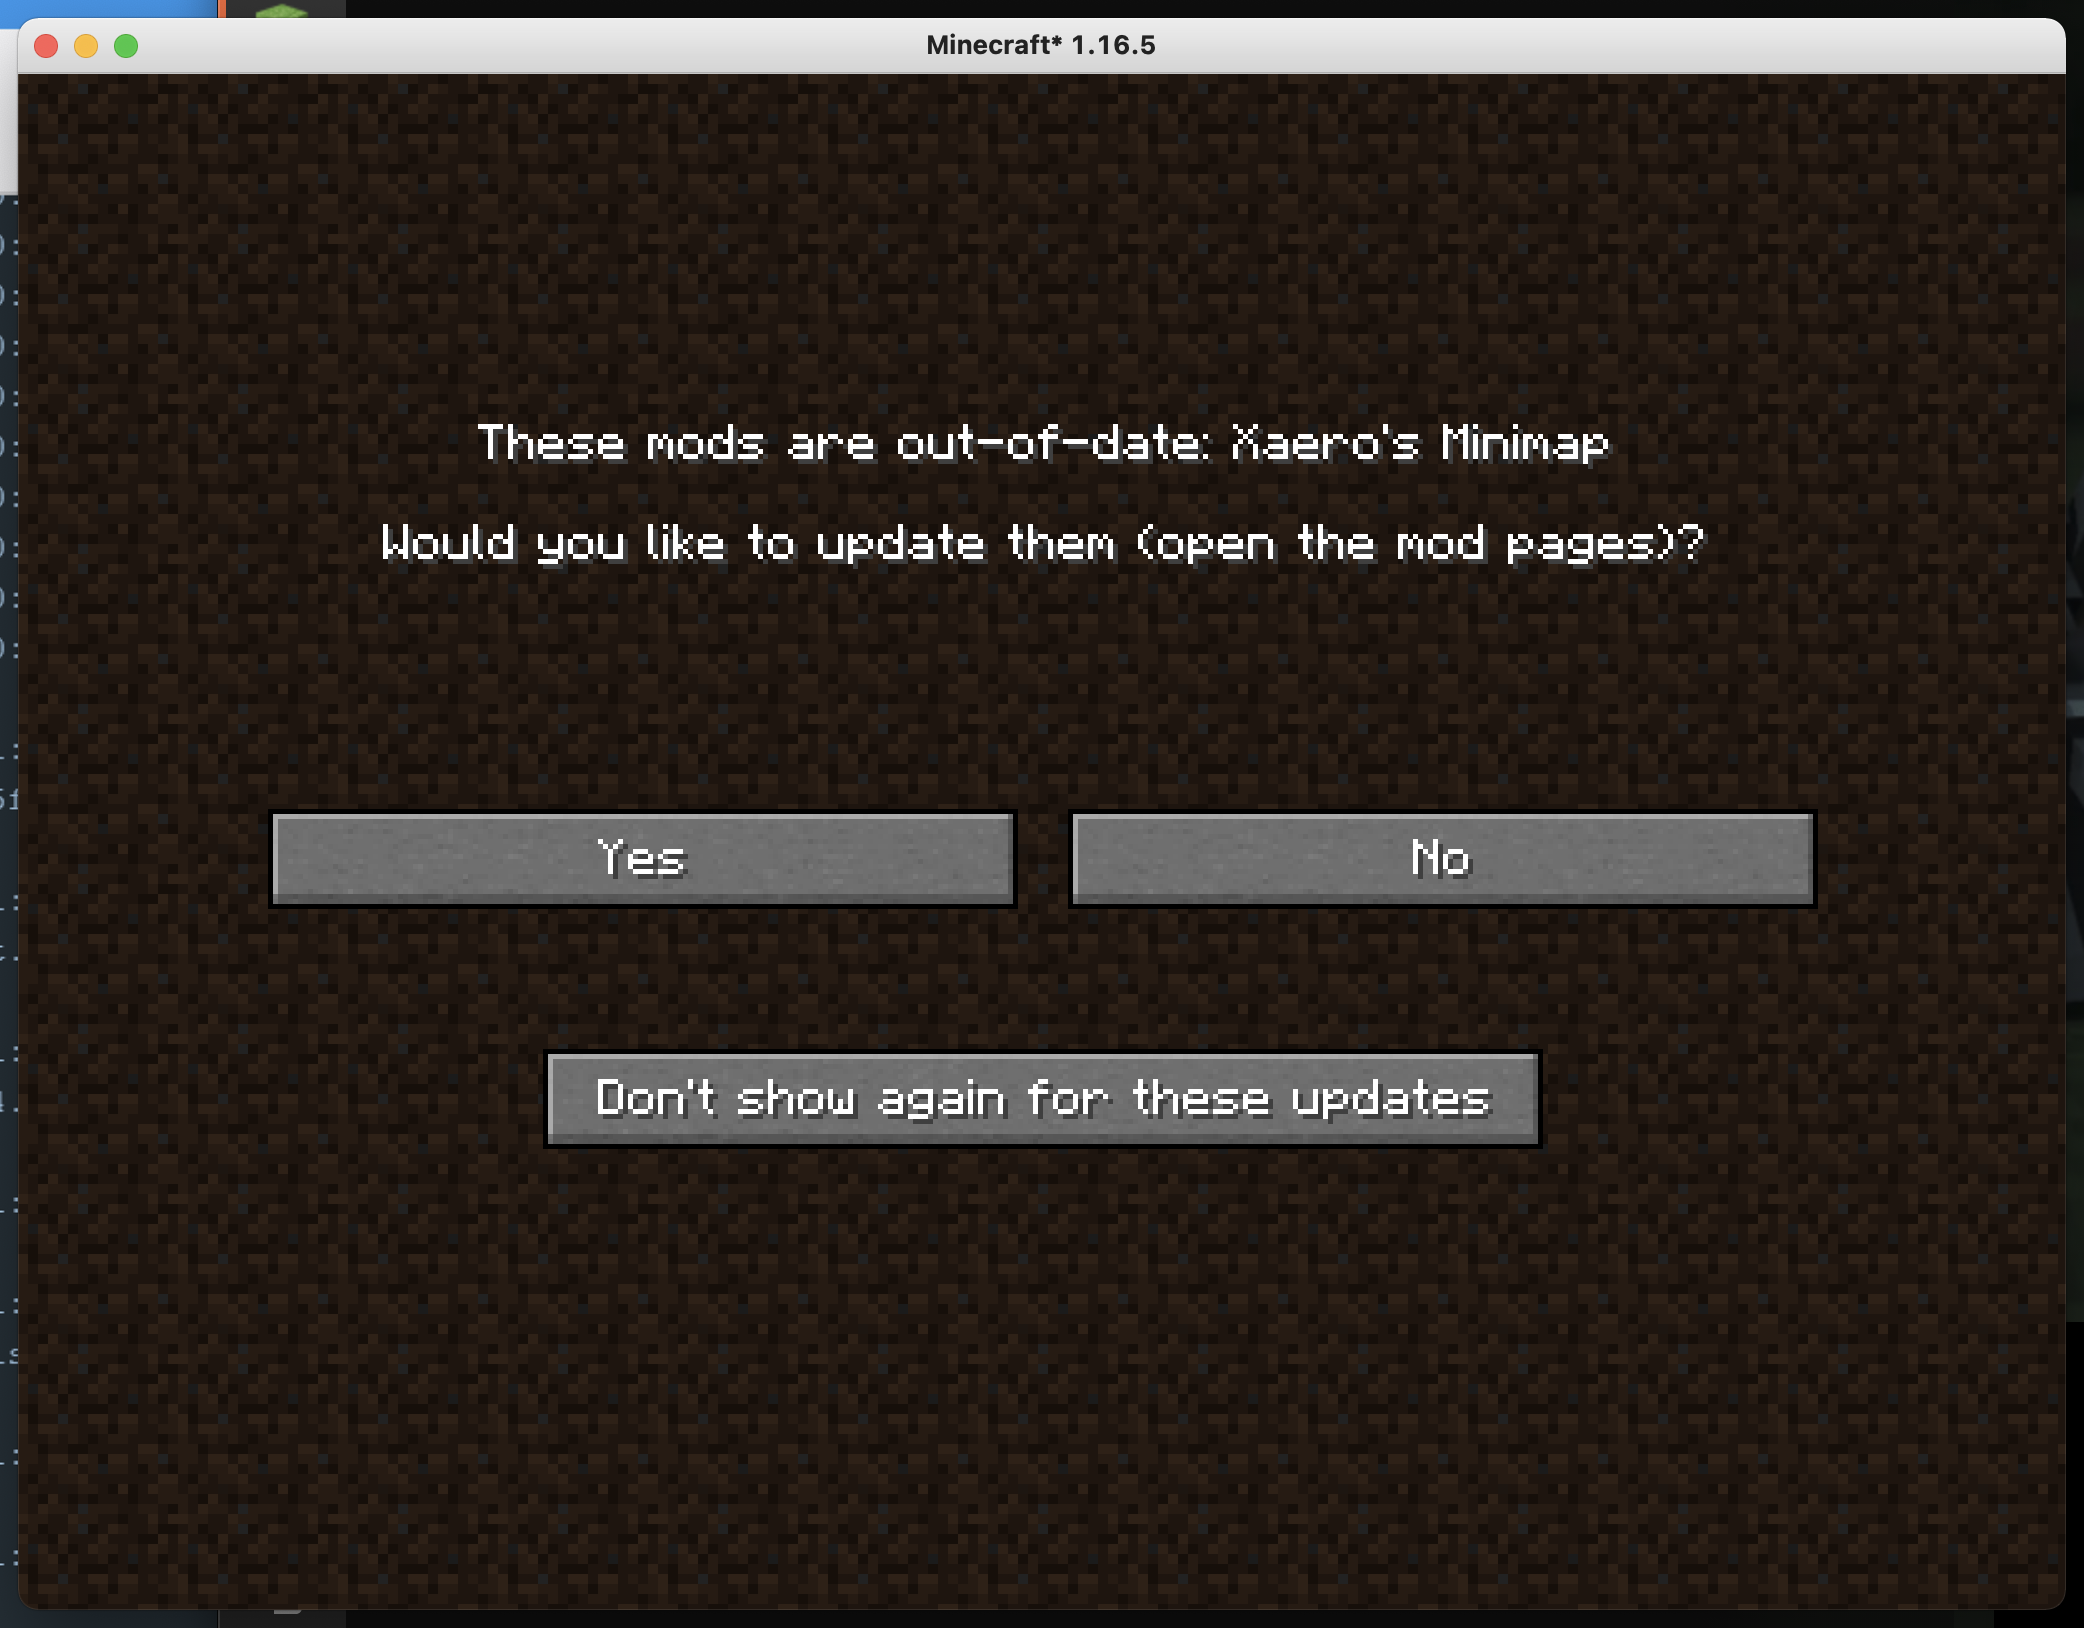 Minecraft* 1.16.5
These mods are out-of-date: Xaero's Minimap
Would you like to update them (open the mod pages)?
Yes
No
Don't show again for these updates